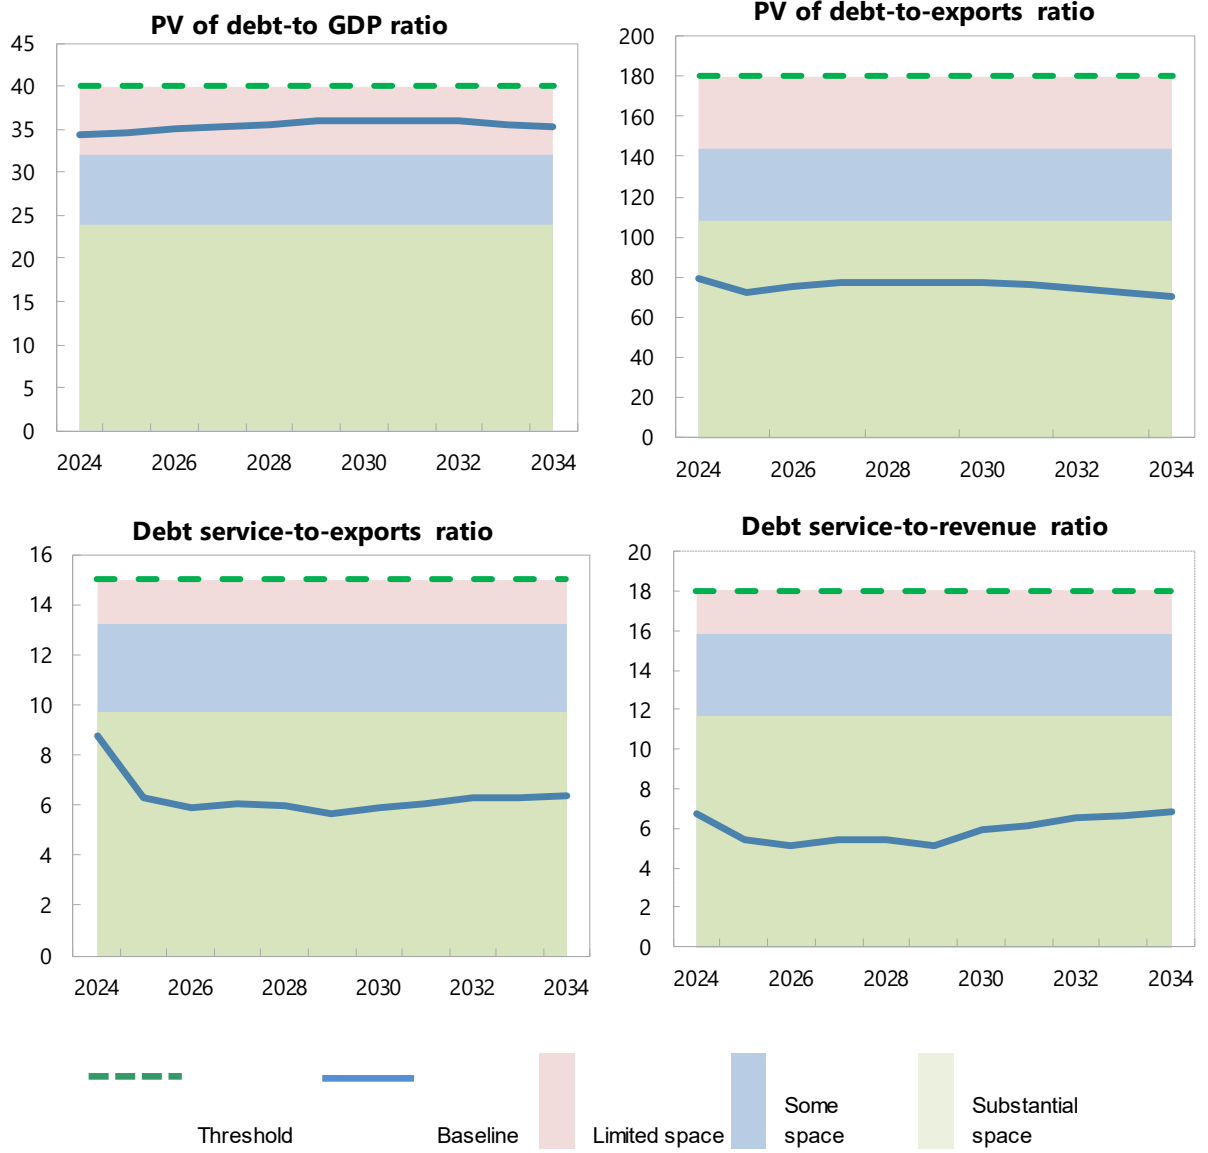 PV of debt-to GDP ratio
45
40
35
30
25
20
15
10
5
0
2024 2026 2028 2030 2032 2034
PV of debt-to-exports ratio
200
180
160
140
120
100
80
60
40
20
0
2024 2026 2028 2030 2032 2034
Debt service-to-exports ratio
16
14
12
10
8
6
4
2
0
2024 2026 2028 2030 2032 2034
Debt service-to-revenue ratio
20
18
16
14
12
10
8
6
4
2
0
2024 2026 2028 2030 2032 2034
Threshold
Baseline
Limited space
Some
space
Substantial
space